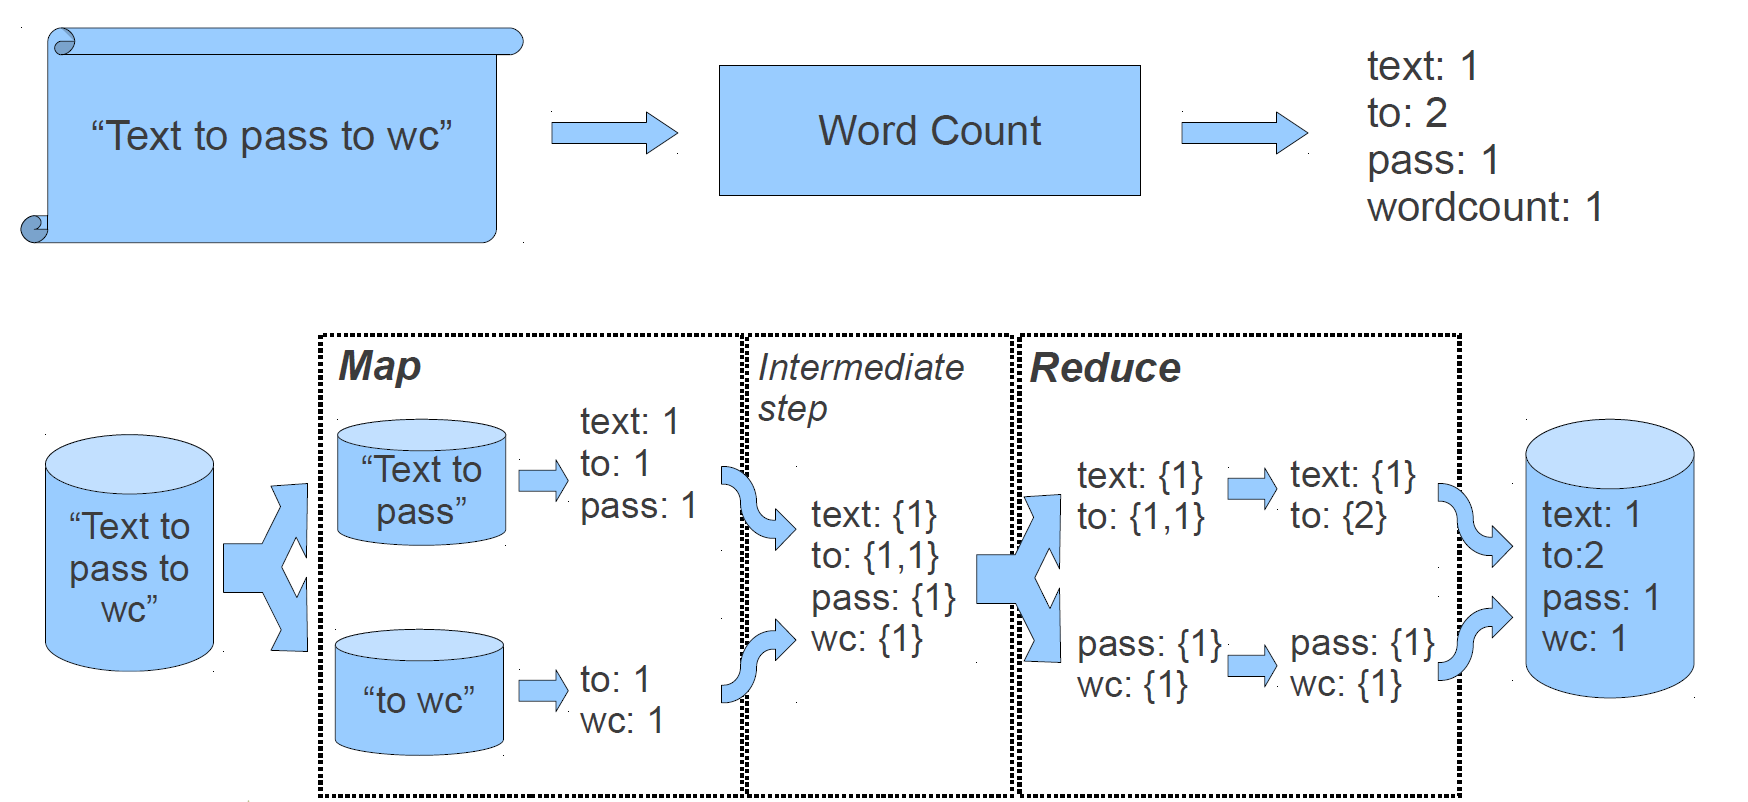 “Text to pass to wc”
Word Count
text: 1
to: 2
pass: 1
wordcount: 1
“Text to
pass to
wc”
Map
“Text to
pass”
text: 1
to: 1
pass: 1
“to wc”
to: 1
wc: 1
Intermediate
step
text: {1}
to: {1,1}
pass: {1}
wc: {1}
Reduce
text: {1}
to: {1,1}
text: {1}
to: {2}
pass: {1}
wc: {1}
pass: {1}
wc: {1}
text: 1
to:2
pass: 1
wc: 1